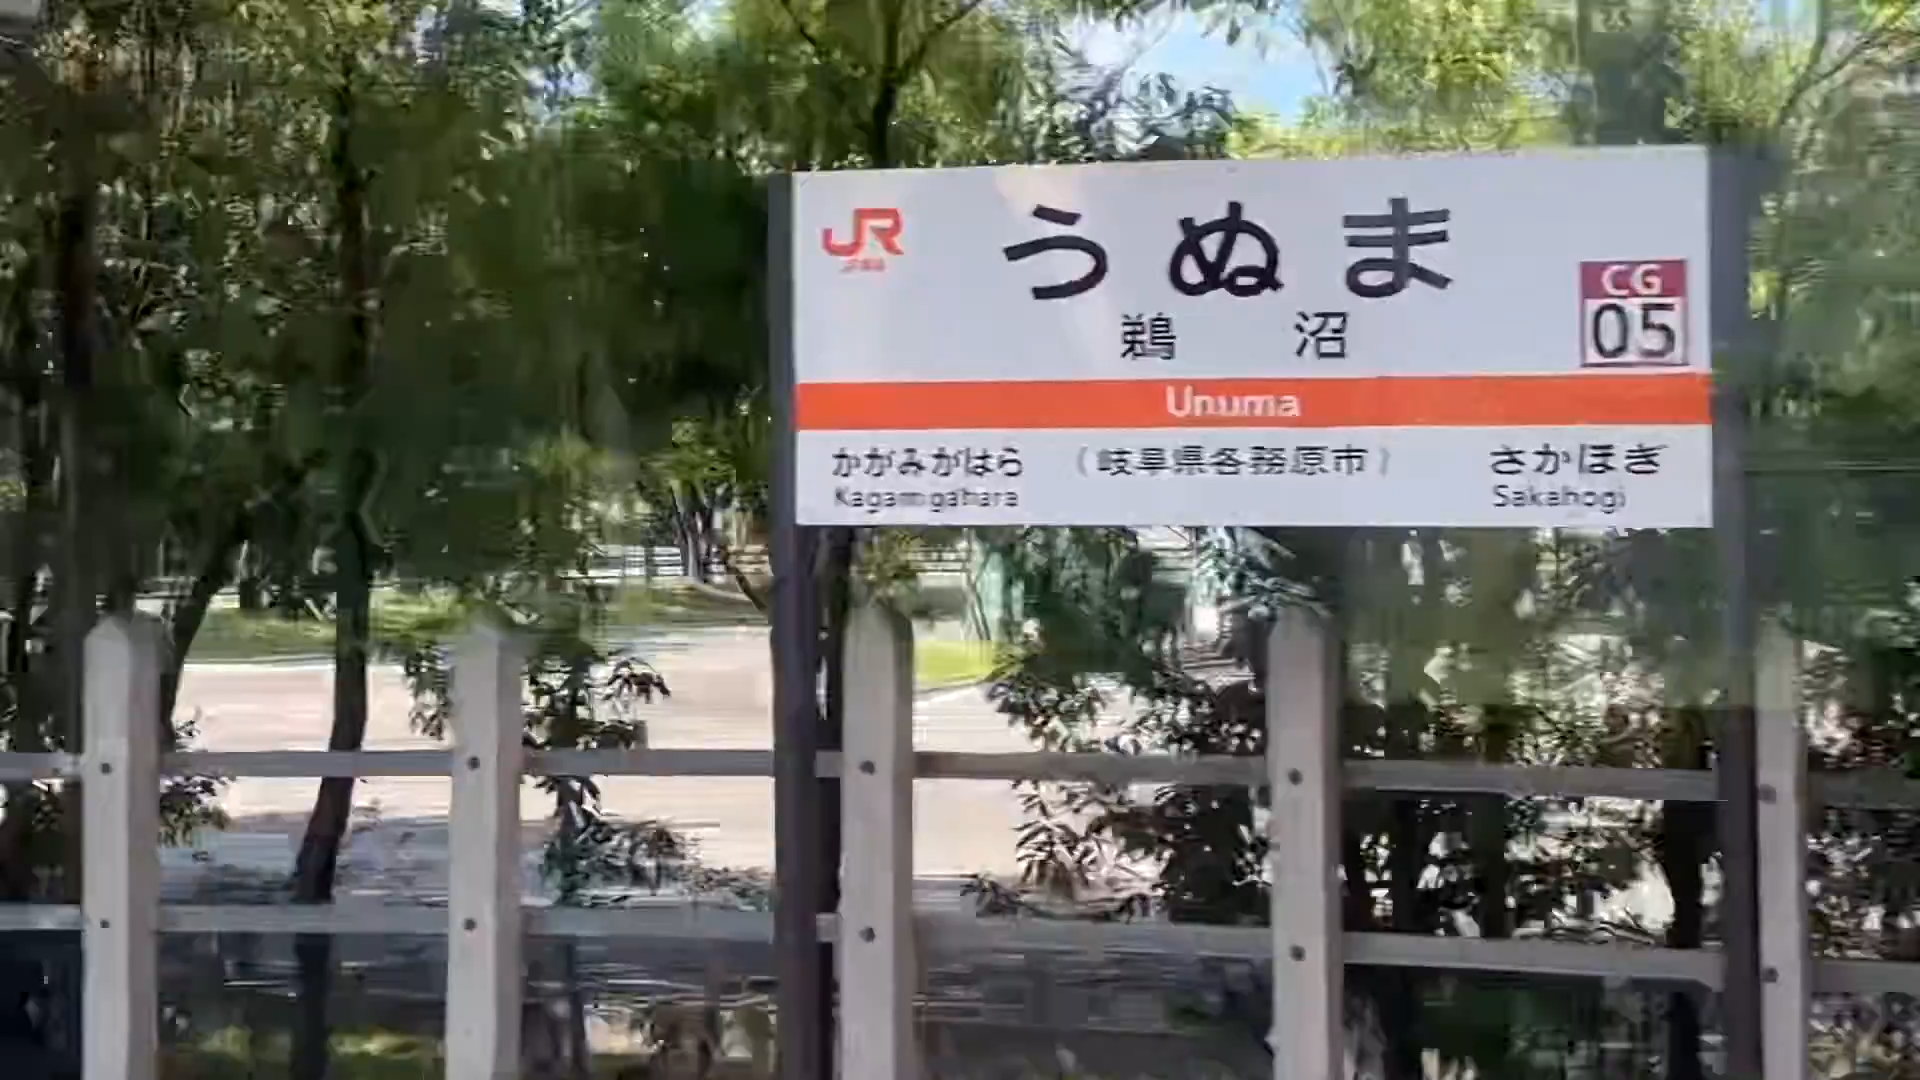 JR
うぬま
鵜沼
CG
05
Unuma
かがみがはら (岐阜県各務原市) さかほぎ
Kagamigahara Sakahogi